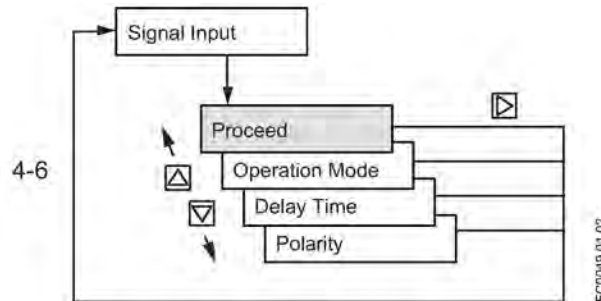 Signal Input
Proceed
4-6
Operation Mode
Delay Time
Polarity